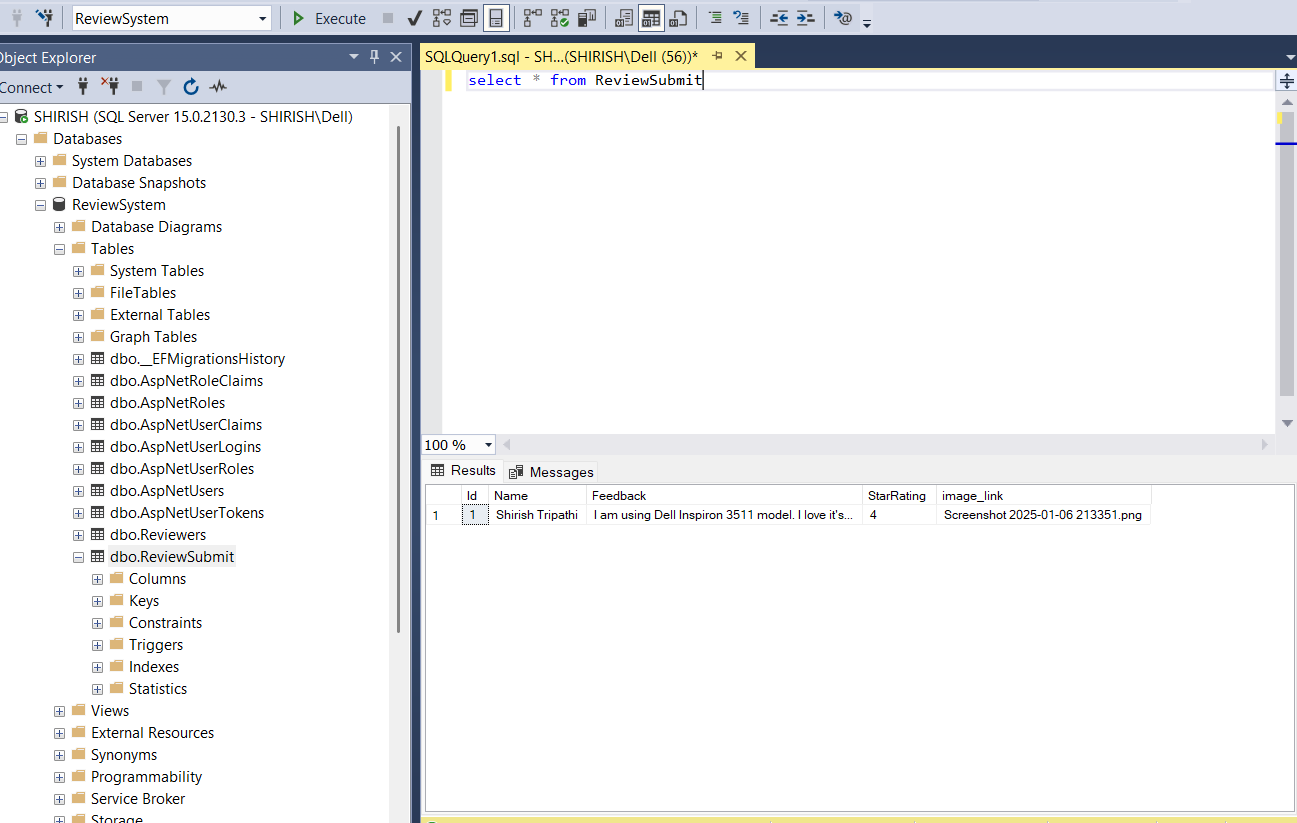 ReviewSystem
Execute
Object Explorer
Connect
SHIRISH (SQL Server 15.0.2130.3 - SHIRISH\Dell)
Databases
System Databases
Database Snapshots
ReviewSystem
Database Diagrams
Tables
System Tables
FileTables
External Tables
Graph Tables
dbo.__EFMigrationsHistory
dbo.AspNetRoleClaims
dbo.AspNetRoles
dbo.AspNetUserClaims
dbo.AspNetUserLogins
dbo.AspNetUserRoles
dbo.AspNetUsers
dbo.AspNetUserTokens
dbo.Reviewers
dbo.ReviewSubmit
Columns
Keys
Constraints
Triggers
Indexes
Statistics
Views
External Resources
Synonyms
Programmability
Service Broker
Storage
SQLQuery1.sql - SH...(SHIRISH\Dell (56))*
select * from ReviewSubmit
100 %
Results Messages
Id Name Feedback StarRating image_link
1 1 Shirish Tripathi I am using Dell Inspiron 3511 model. I love it's... 4 Screenshot 2025-01-06 213351.png